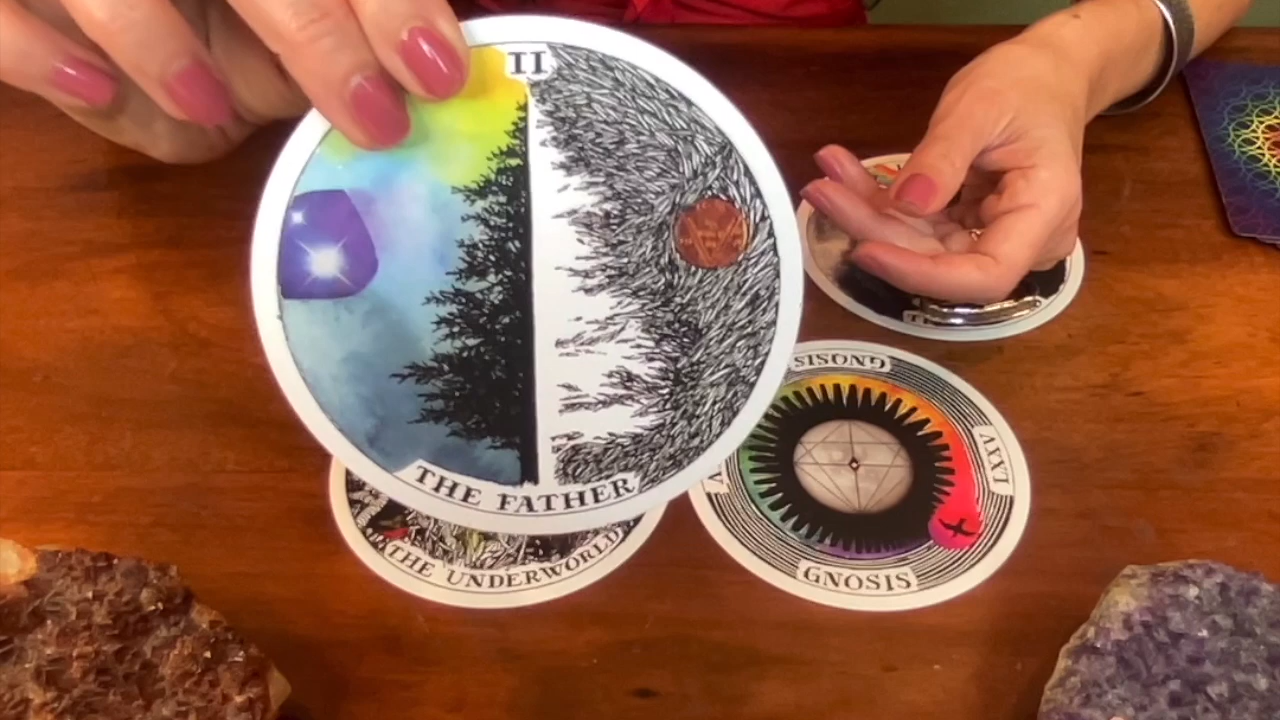 II
THE FATHER
THE UNDERWORLD
GNOSIS
LXXV
GNOSIS